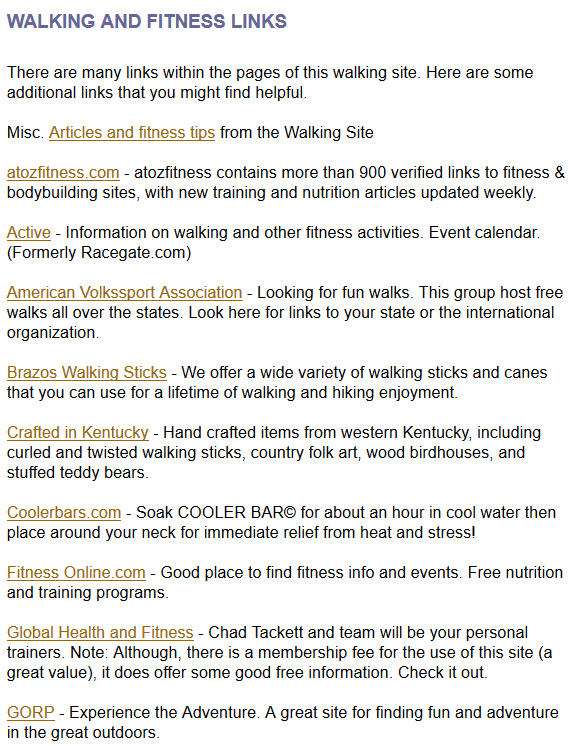 WALKING AND FITNESS LINKS
There are many links within the pages of this walking site. Here are some
additional links that you might find helpful.
Misc. Articles and fitness tips from the Walking Site
atozfitness.com - atozfitness contains more than 900 verified links to fitness &
bodybuilding sites, with new training and nutrition articles updated weekly.
Active - Information on walking and other fitness activities. Event calendar.
(Formerly Racegate.com)
American Volkssport Association - Looking for fun walks. This group host free
walks all over the states. Look here for links to your state or the international
organization.
Brazos Walking Sticks - We offer a wide variety of walking sticks and canes
that you can use for a lifetime of walking and hiking enjoyment.
Crafted in Kentucky - Hand crafted items from western Kentucky, including
curled and twisted walking sticks, country folk art, wood birdhouses, and
stuffed teddy bears.
Coolerbars.com - Soak COOLER BAR© for about an hour in cool water then
place around your neck for immediate relief from heat and stress!
Fitness Online.com - Good place to find fitness info and events. Free nutrition
and training programs.
Global Health and Fitness - Chad Tackett and team will be your personal
trainers. Note: Although, there is a membership fee for the use of this site (a
great value), it does offer some good free information. Check it out.
GORP - Experience the Adventure. A great site for finding fun and adventure
in the great outdoors.